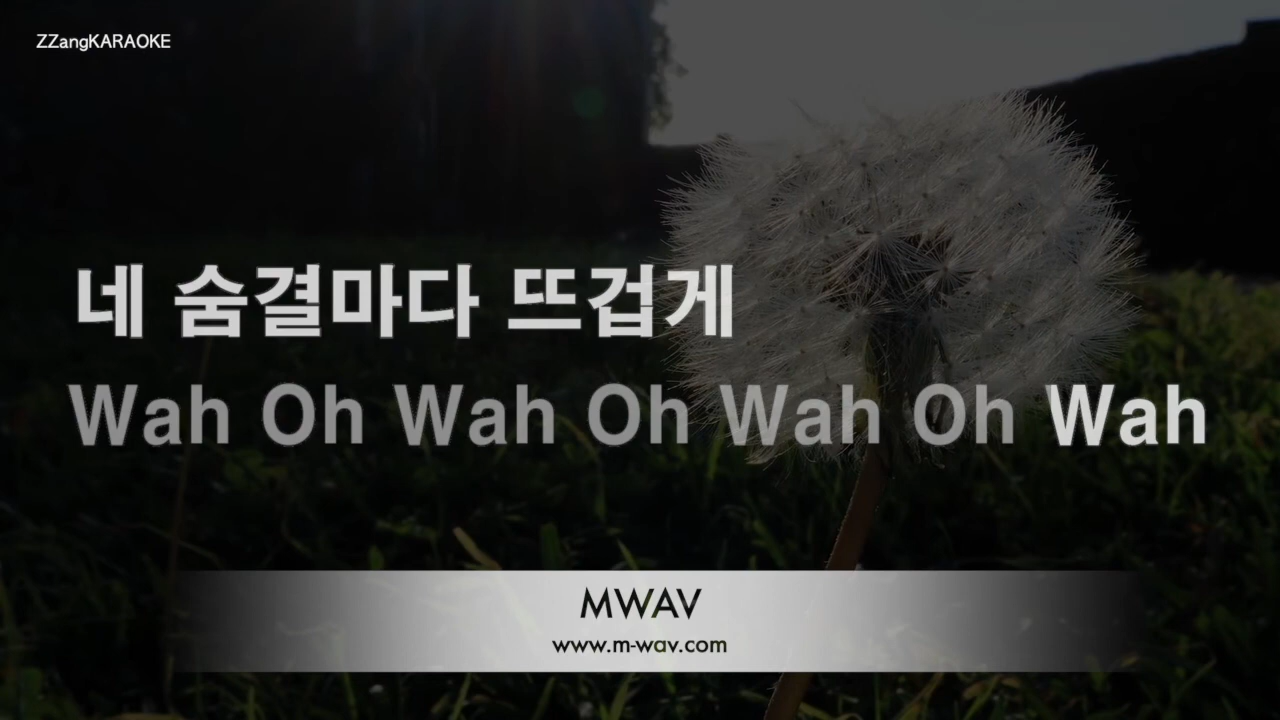 ZZangKARAOKE
네 숨결마다 뜨겁게
Wah Oh Wah Oh Wah Oh Wah
MWAV
www.m-wav.com